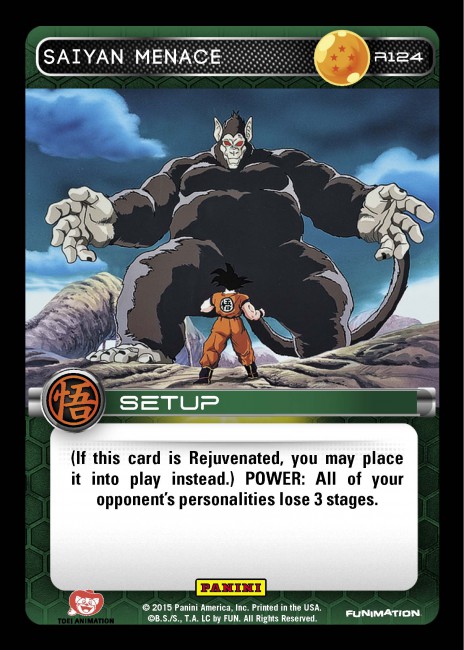 SAIYAN MENACE
R124
悟
悟
SETUP
(If this card is Rejuvenated, you may place
it into play instead.) POWER: All of your
opponent's personalities lose 3 stages.
PANINI
TOEI ANIMATION
© 2015 Panini America, Inc. Printed in the USA.
©B.S./S., T.A. LC by FUN. All Rights Reserved.
FUNIMATION